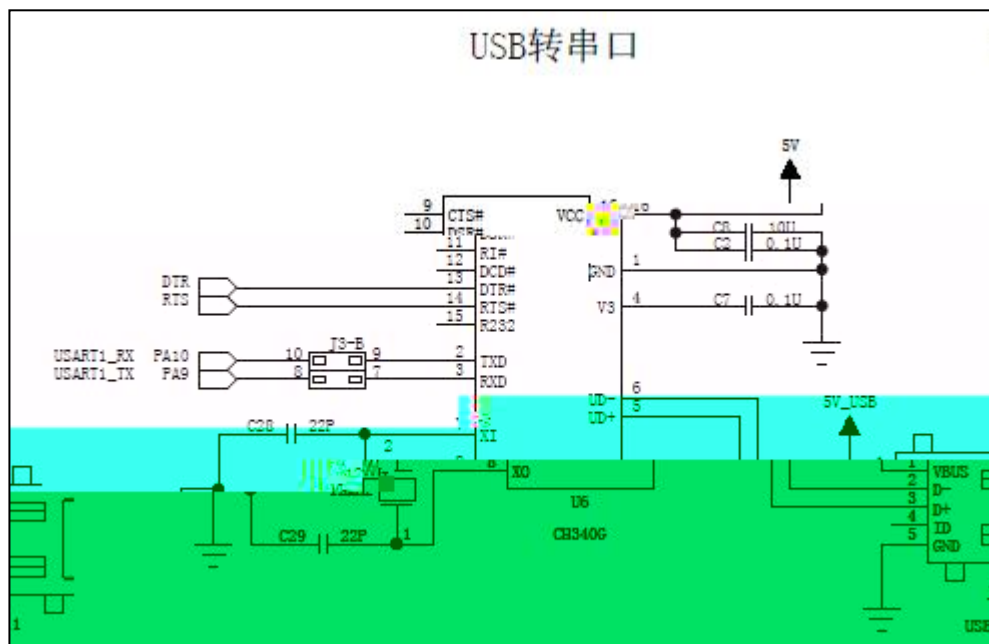 USB转串口
5V
9 CTS# VCC
10 DSR#
C8 10U
C2 0.1U
11 RI#
12 DCD# GND 1
DTR 13 DTR#
RTS 14 RTS# V3 4 C7 0.1U
15 R232
J3-B
USART1_RX PA10 10 9 2 TXD
USART1_TX PA9 8 7 3 RXD
UD- 6
UD+ 5
5V_USB
C28 22P XI
2
8 XO
1 VBUS
2 D-
3 D+
4 ID
5 GND
U6
C29 22P 1 CH340G
1 USB